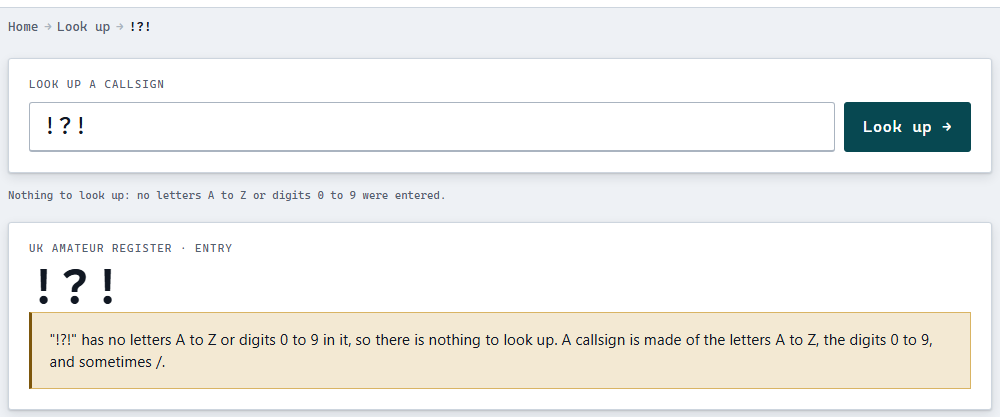 Home → Look up → !?!
LOOK UP A CALLSIGN
!?!
Look up →
Nothing to look up: no letters A to Z or digits 0 to 9 were entered.
UK AMATEUR REGISTER · ENTRY
!?!
"!?!" has no letters A to Z or digits 0 to 9 in it, so there is nothing to look up. A callsign is made of the letters A to Z, the digits 0 to 9,
and sometimes /.